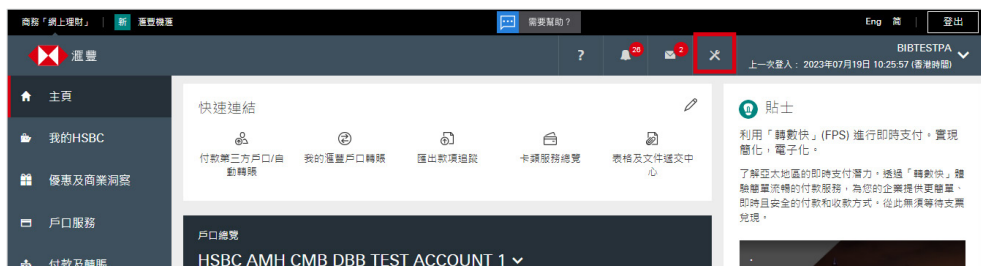 商務「網上理財」 | 新 滙豐機滙
需要幫助？
Eng 简 | 登出
滙豐
?
26
2
BIBTESTPA
上一次登入： 2023年07月19日 10:25:57 (香港時間)
主頁
我的HSBC
優惠及商業洞察
戶口服務
付款及轉賬
快速連結
付款第三方戶口/自
動轉賬
我的滙豐戶口轉賬
匯出款項追蹤
卡類服務總覽
表格及文件遞交中
心
戶口總覽
HSBC AMH CMB DBB TEST ACCOUNT 1
貼士
利用「轉數快」(FPS) 進行即時支付。實現
簡化，電子化。
了解亞太地區的即時支付潛力。透過「轉數快」體
驗簡單流暢的付款服務，為您的企業提供更簡單、
即時且安全的付款和收款方式。從此無須等待支票
兌現。